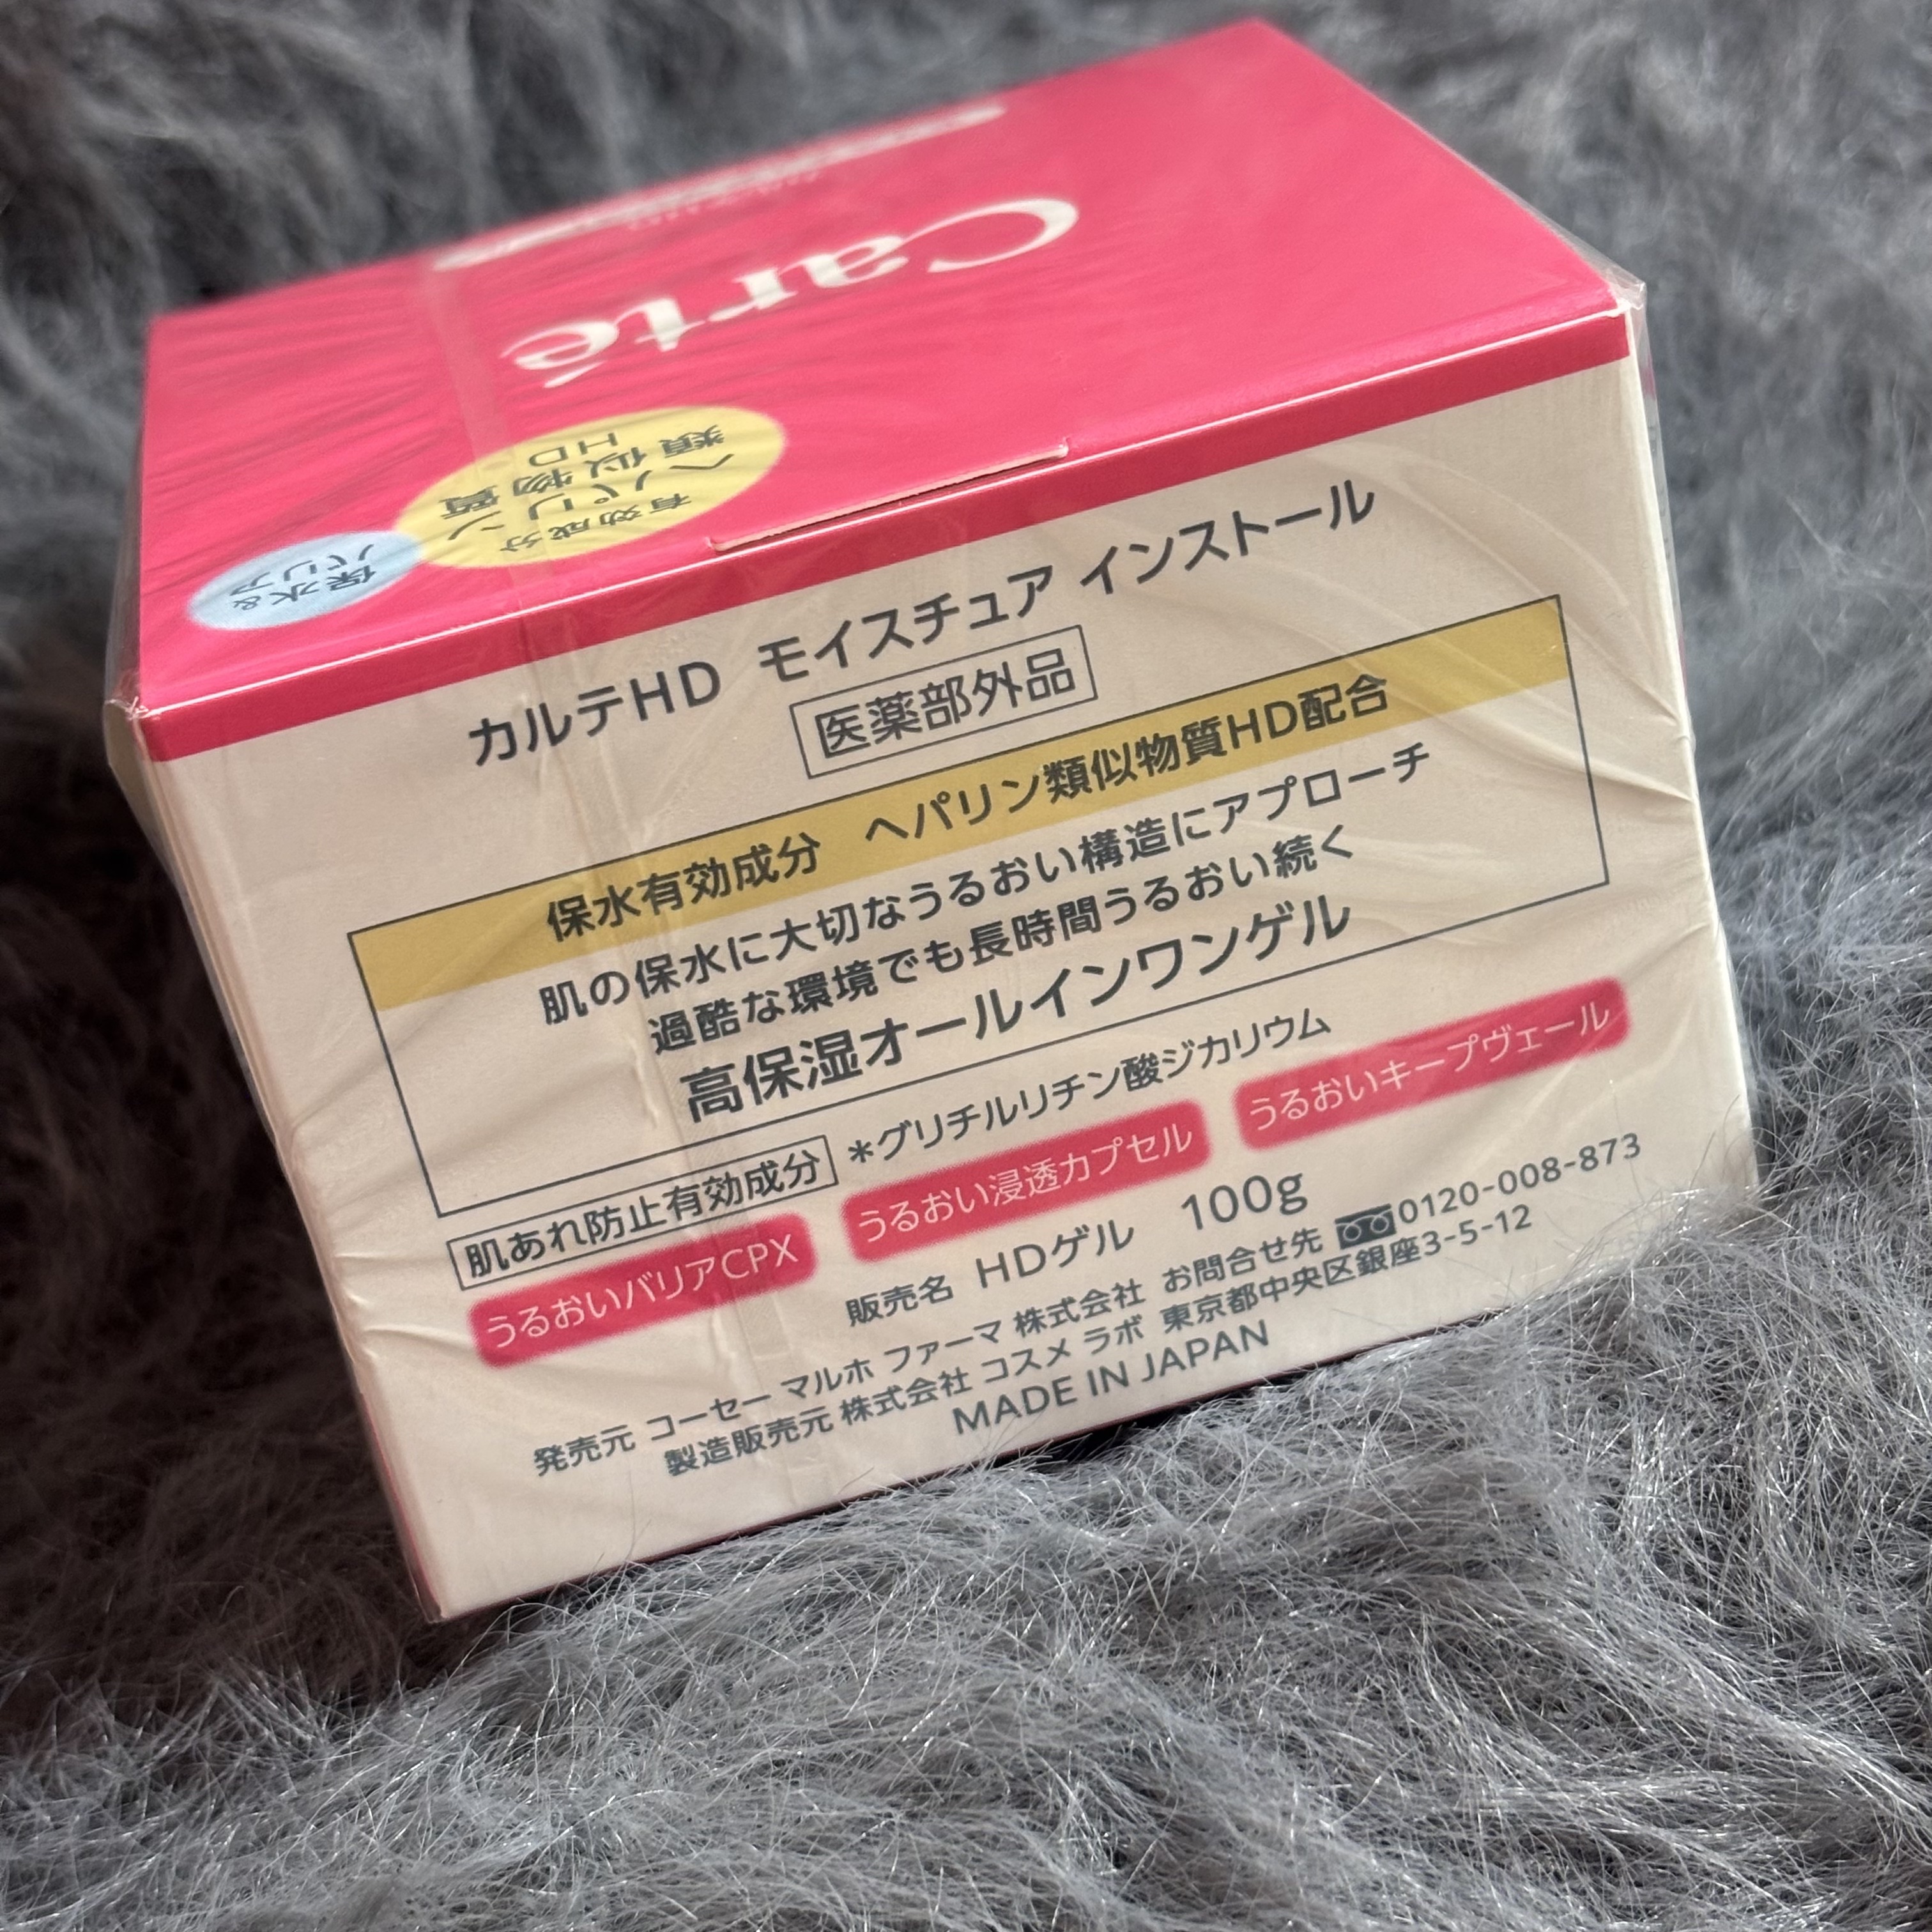 Carté
有効成分
ヘパリン
類似物質
HD
保水&
バリア
カルテHD モイスチュア インストール
医薬部外品
保水有効成分 ヘパリン類似物質HD配合
肌の保水に大切なうるおい構造にアプローチ
過酷な環境でも長時間うるおい続く
高保湿オールインワンゲル
肌あれ防止有効成分 *グリチルリチン酸ジカリウム
うるおいバリアCPX うるおい浸透カプセル うるおいキープヴェール
販売名 HDゲル 100g
発売元 コーセー マルホ ファーマ 株式会社 お問合せ先 0120-008-873
製造販売元 株式会社 コスメ ラボ 東京都中央区銀座3-5-12
MADE IN JAPAN